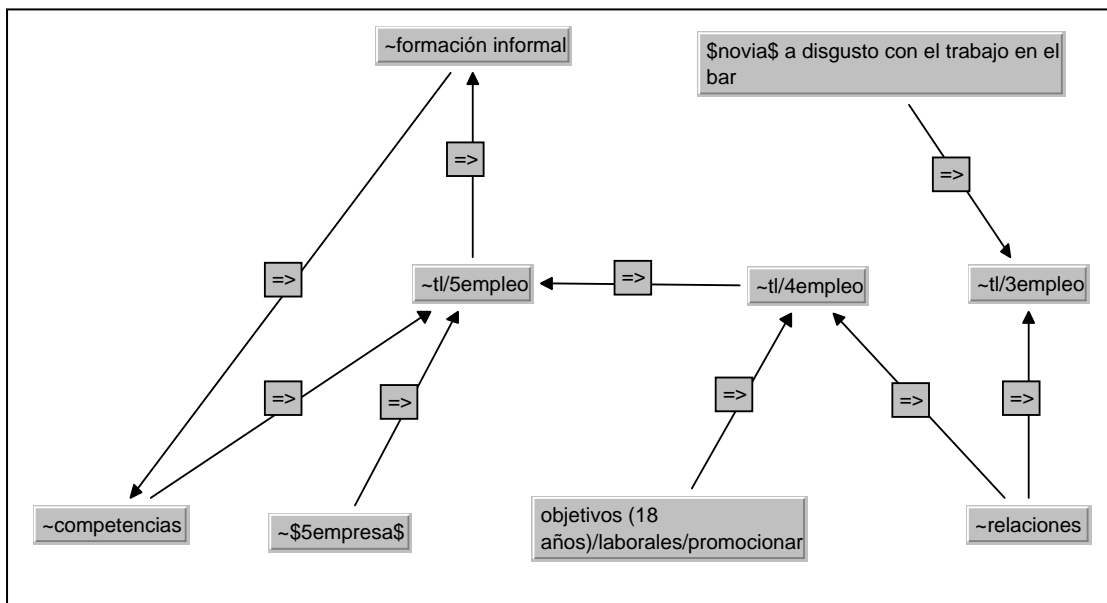 ~formación informal
$novia$ a disgusto con el trabajo en el
bar
=>
=>
=>
~tl/5empleo
=>
~tl/4empleo
~tl/3empleo
=>
=>
=>
=>
=>
~competencias
~$5empresa$
objetivos (18
años)/laborales/promocionar
~relaciones